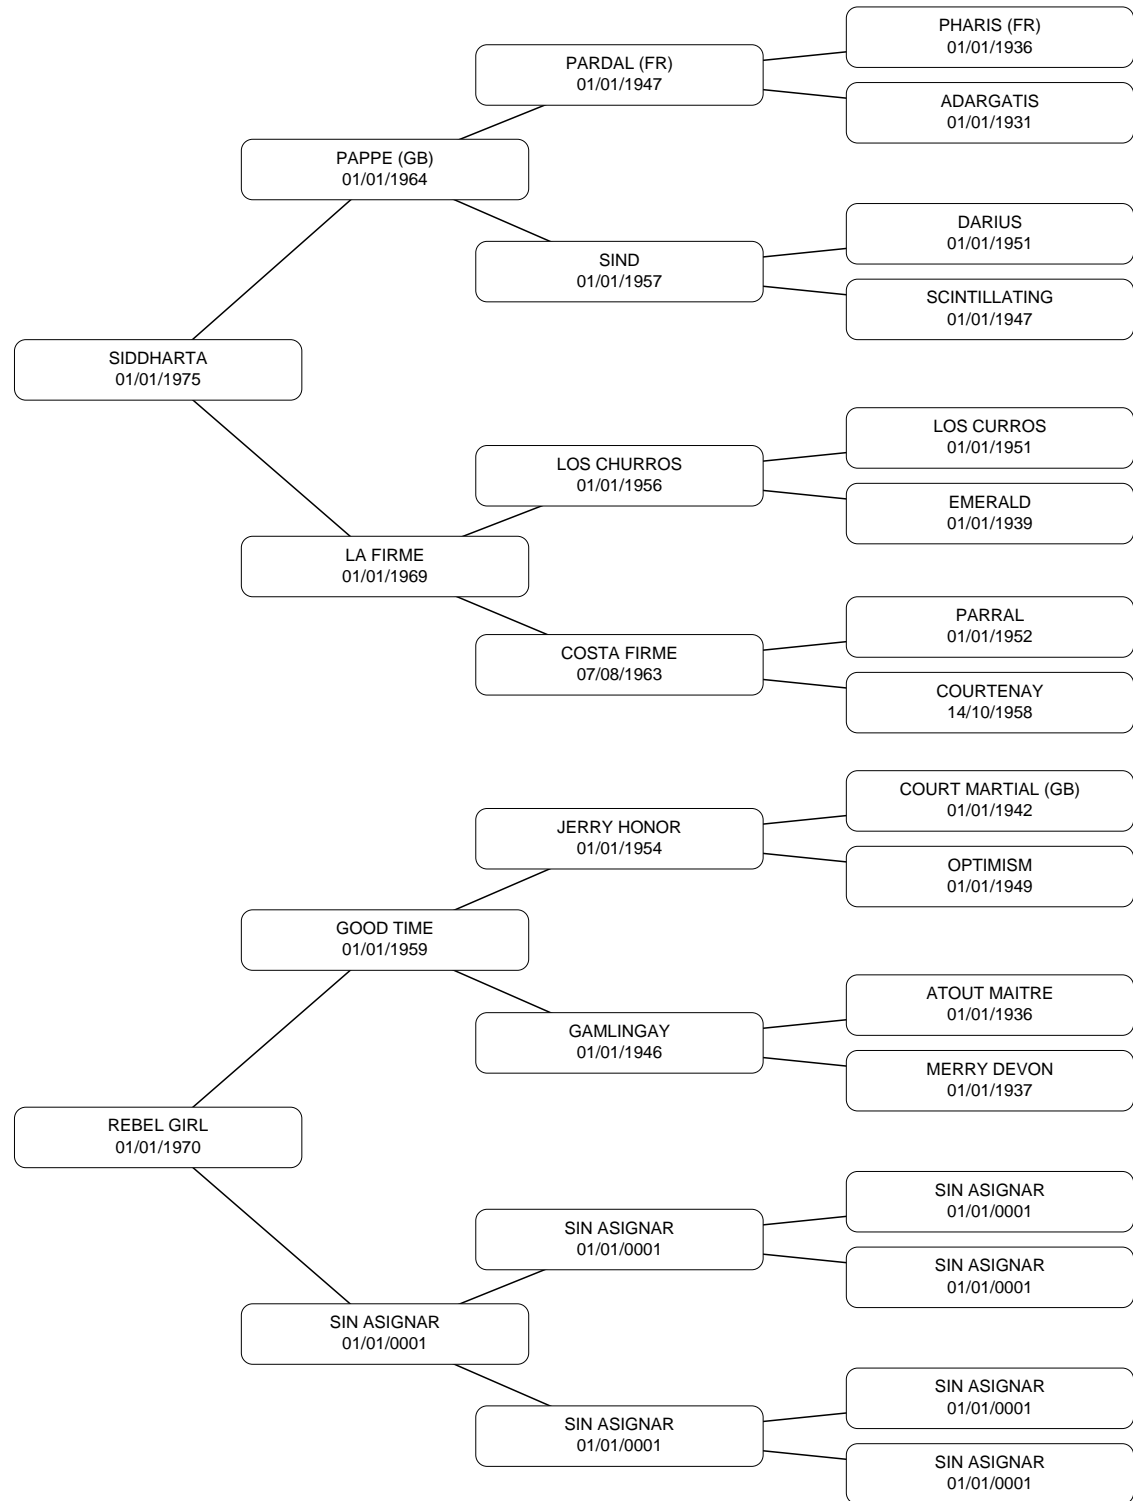 PHARIS (FR)
01/01/1936
PARDAL (FR)
01/01/1947
ADARGATIS
01/01/1931
PAPPE (GB)
01/01/1964
DARIUS
01/01/1951
SIND
01/01/1957
SCINTILLATING
01/01/1947
SIDDHARTA
01/01/1975
LOS CURROS
01/01/1951
LOS CHURROS
01/01/1956
EMERALD
01/01/1939
LA FIRME
01/01/1969
PARRAL
01/01/1952
COSTA FIRME
07/08/1963
COURTENAY
14/10/1958
COURT MARTIAL (GB)
01/01/1942
JERRY HONOR
01/01/1954
OPTIMISM
01/01/1949
GOOD TIME
01/01/1959
ATOUT MAITRE
01/01/1936
GAMLINGAY
01/01/1946
MERRY DEVON
01/01/1937
REBEL GIRL
01/01/1970
SIN ASIGNAR
01/01/0001
SIN ASIGNAR
01/01/0001
SIN ASIGNAR
01/01/0001
SIN ASIGNAR
01/01/0001
SIN ASIGNAR
01/01/0001
SIN ASIGNAR
01/01/0001
SIN ASIGNAR
01/01/0001